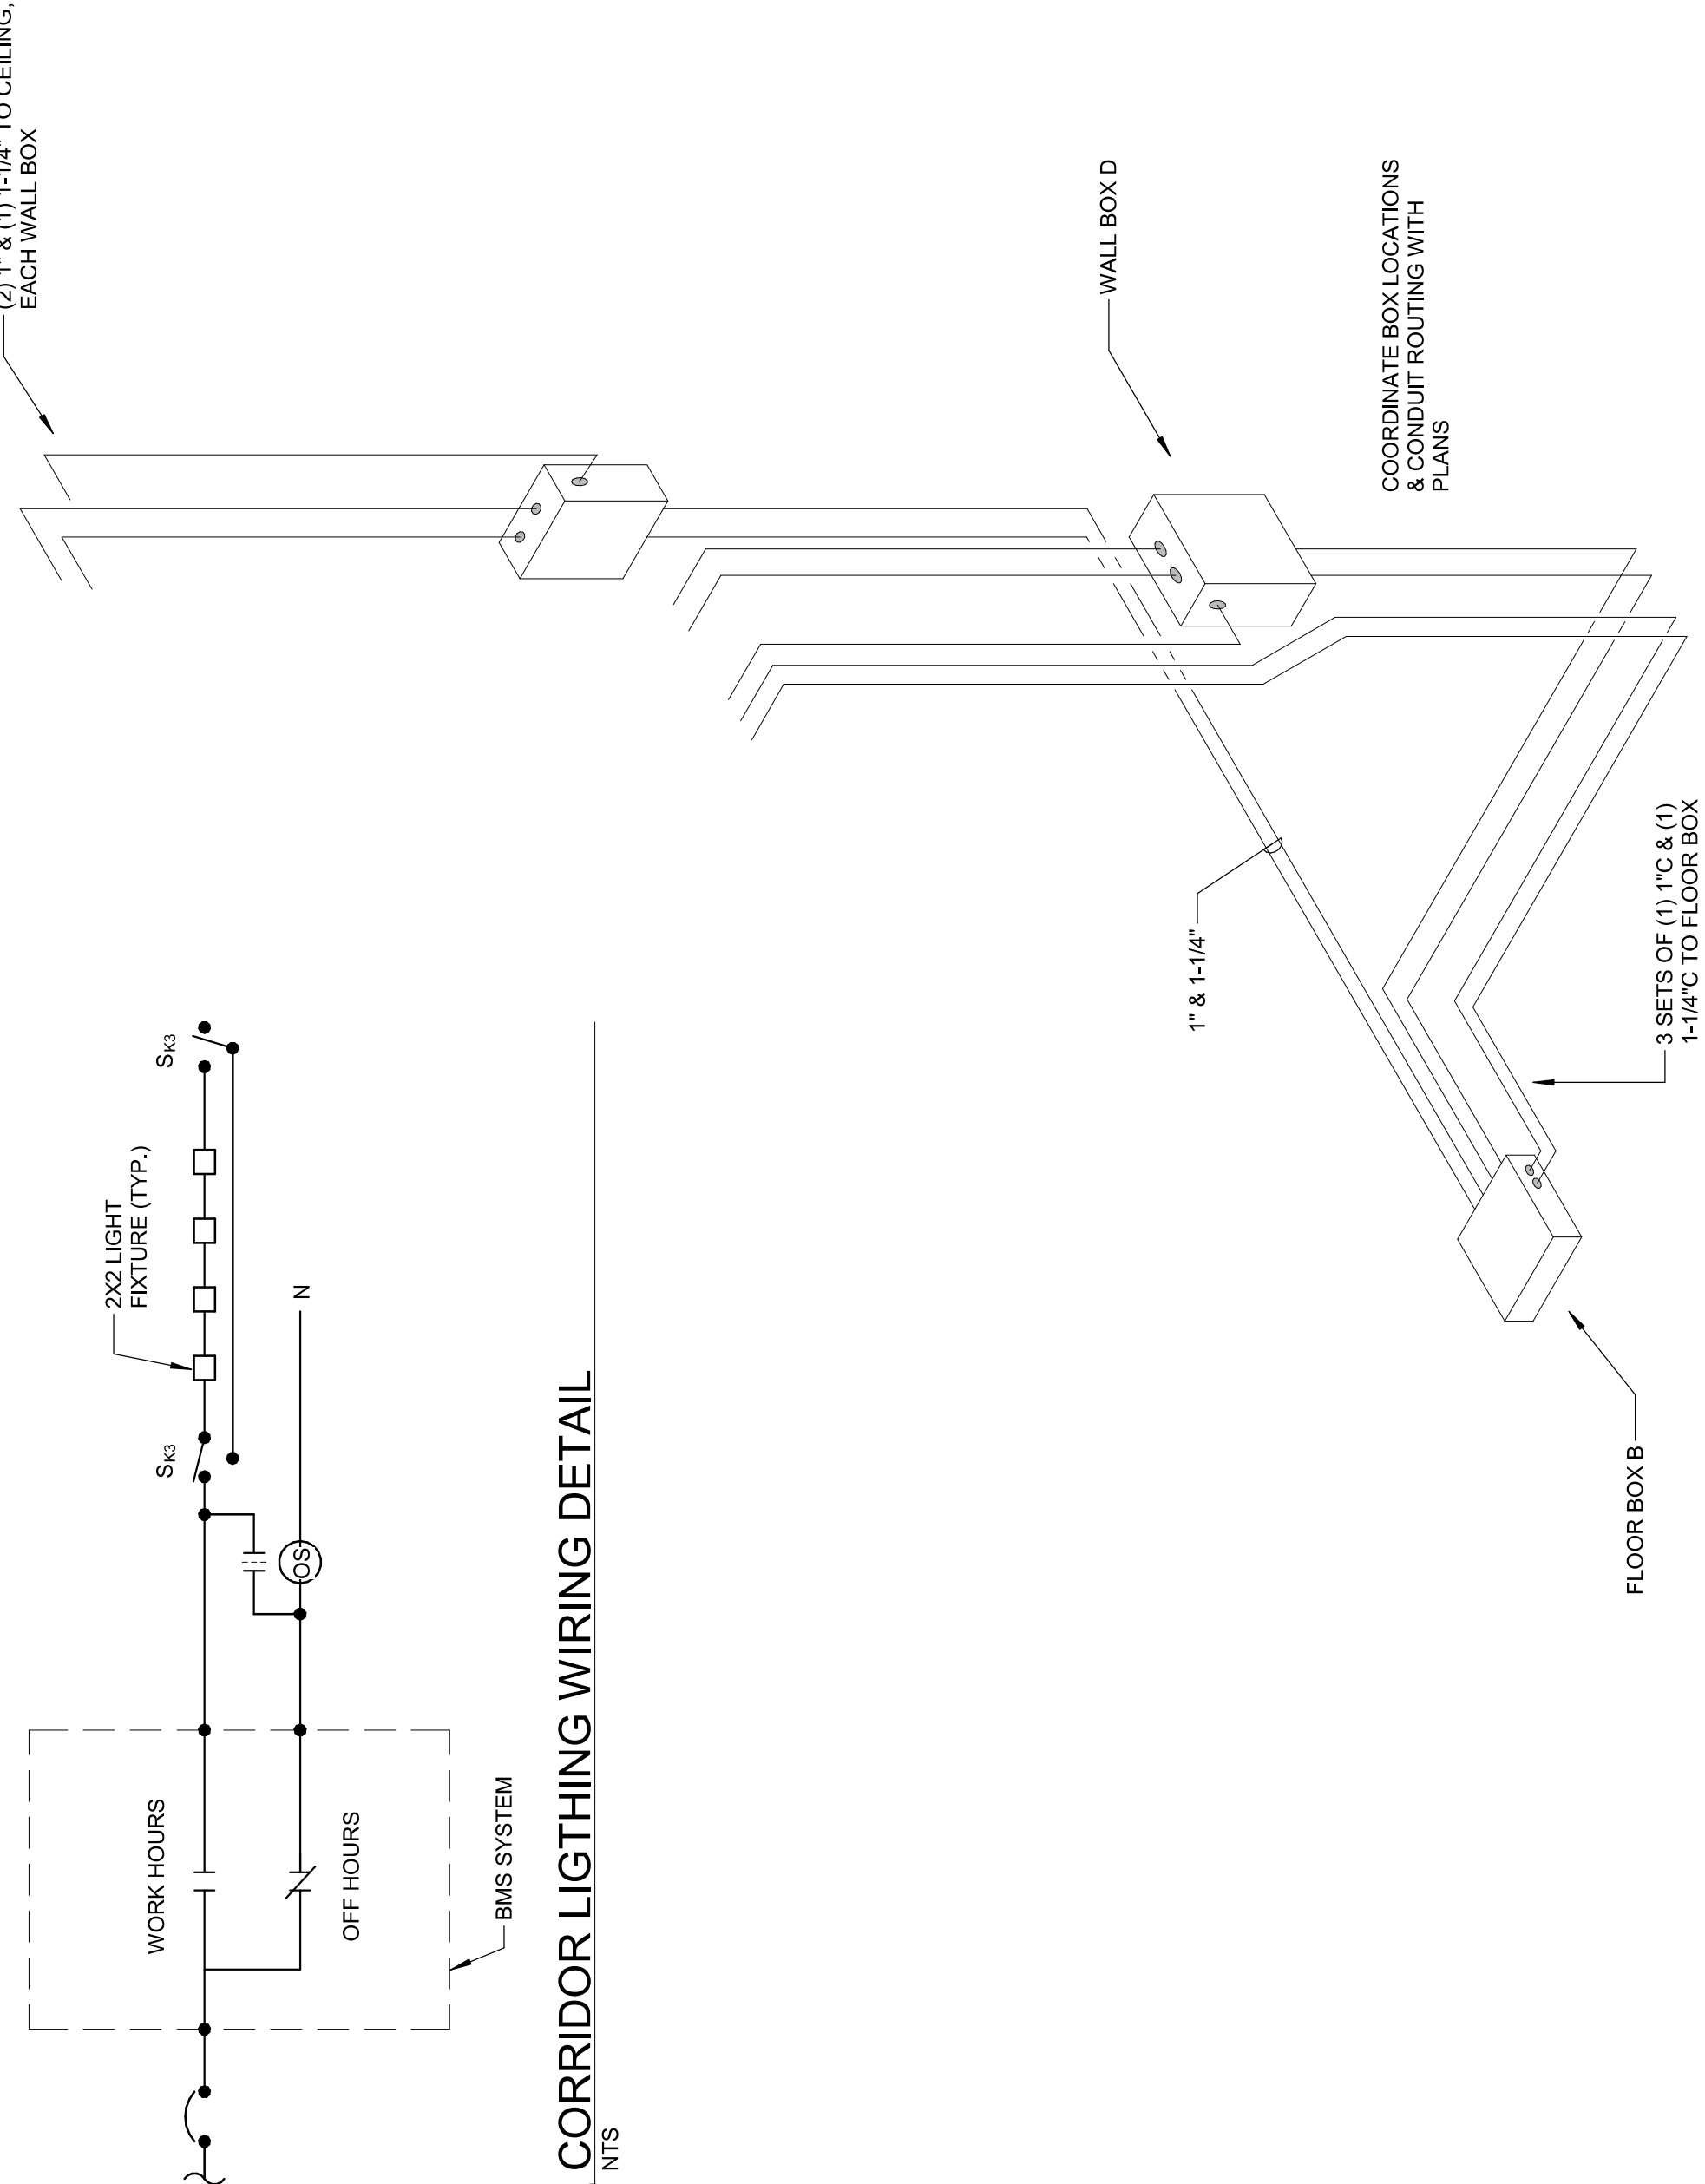 (2) 1" & (1) 1-1/4" TO CEILING,
EACH WALL BOX
WALL BOX D
COORDINATE BOX LOCATIONS
& CONDUIT ROUTING WITH
PLANS
1" & 1-1/4"
3 SETS OF (1) 1"C & (1)
1-1/4"C TO FLOOR BOX
FLOOR BOX B
2X2 LIGHT
FIXTURE (TYP.)
SK3
SK3
N
OS
WORK HOURS
OFF HOURS
BMS SYSTEM
CORRIDOR LIGTHING WIRING DETAIL
NTS